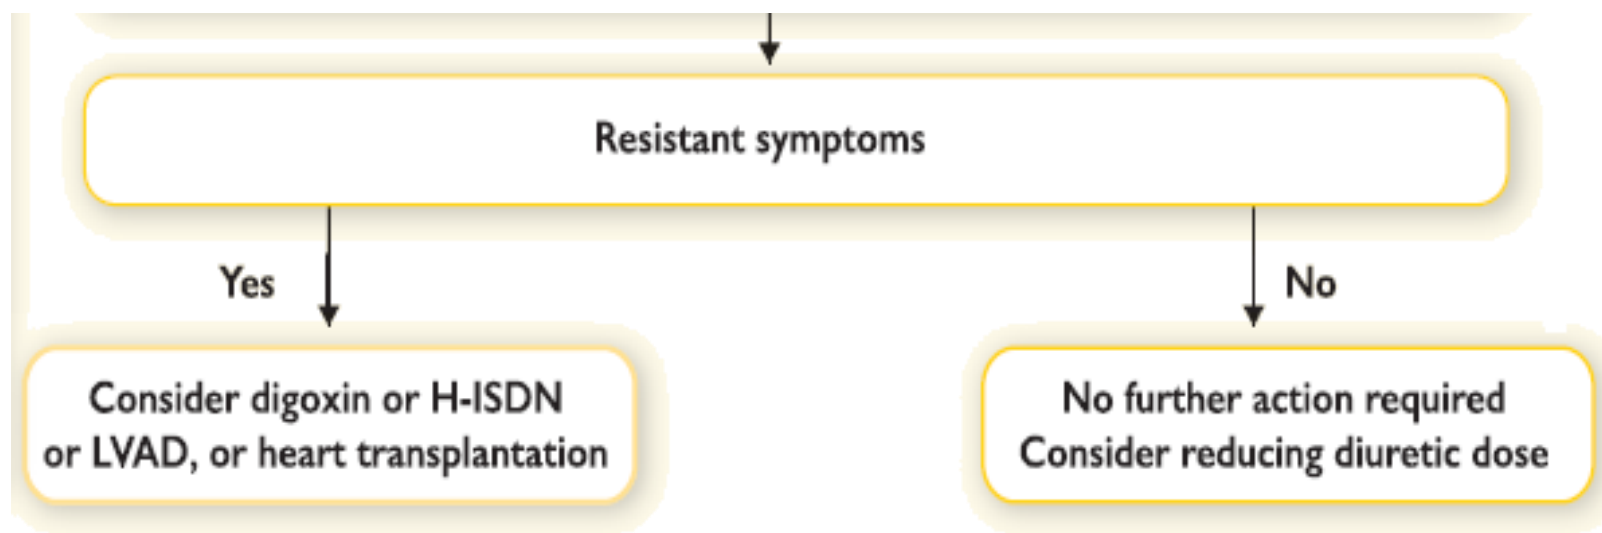 Resistant symptoms
Yes
No
Consider digoxin or H-ISDN
or LVAD, or heart transplantation
No further action required
Consider reducing diuretic dose